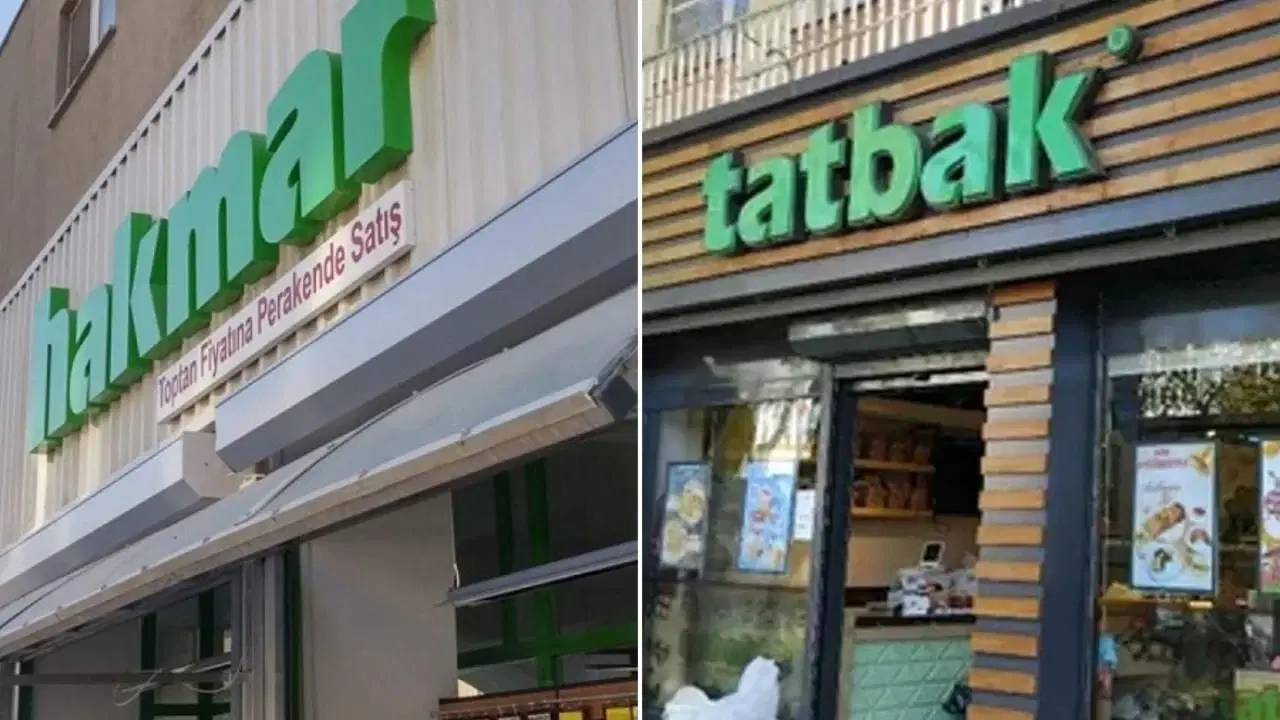 hakmar
Toptan Fiyatına Perakende Satış
tatbak